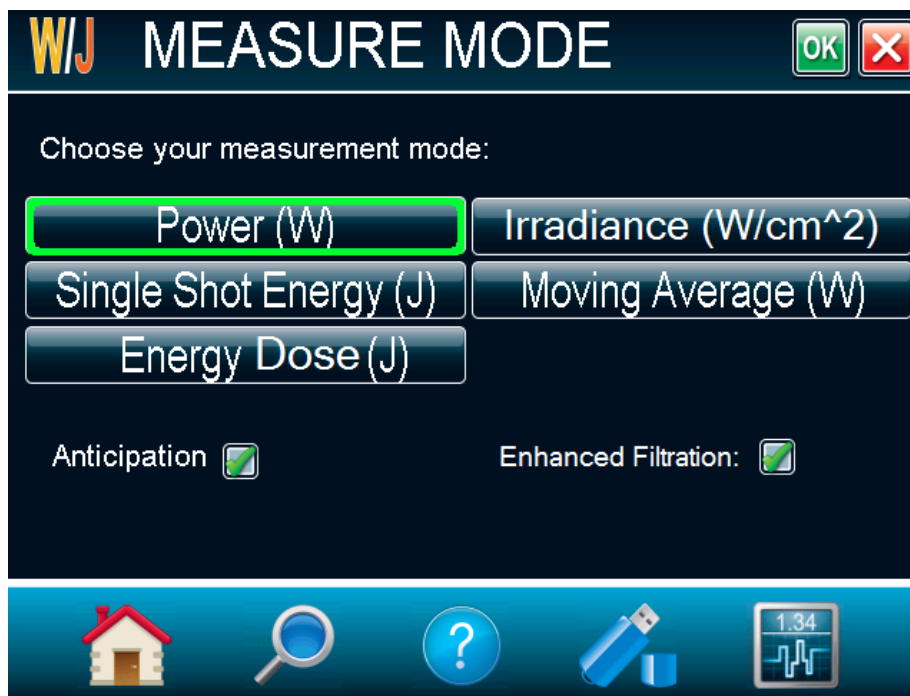 W/J MEASURE MODE OK
Choose your measurement mode:
Power (W) Irradiance (W/cm^2)
Single Shot Energy (J) Moving Average (W)
Energy Dose (J)
Anticipation Enhanced Filtration:
? 1.34